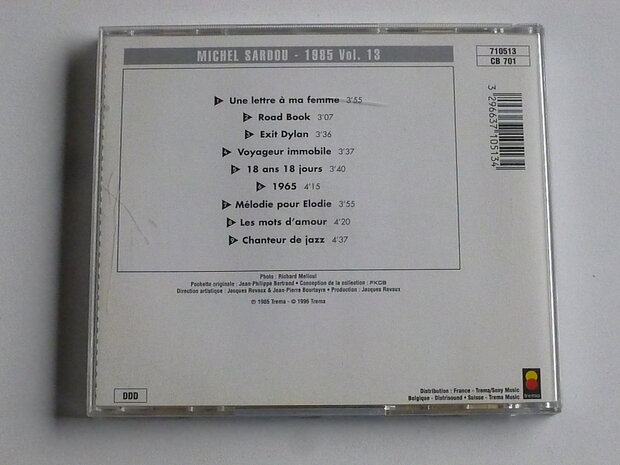 MICHEL SARDOU - 1985 Vol. 13
710513
CB 701
Une lettre à ma femme 3'55
Road Book 3'07
Exit Dylan 3'36
Voyageur immobile 3'37
18 ans 18 jours 3'40
1965 4'15
Mélodie pour Elodie 3'55
Les mots d'amour 4'20
Chanteur de jazz 4'37
3 296637 105134
Photo : Richard Melloul
Pochette originale : Jean-Philippe Bertrand • Conception de la collection : FKGB
Direction artistique : Jacques Revaux & Jean-Pierre Bourtayre • Production : Jacques Revaux
℗ 1985 Trema - © 1996 Trema
DDD
Distribution : France - Trema/Sony Music
Belgique - Distrisound • Suisse - Trema Music
trema